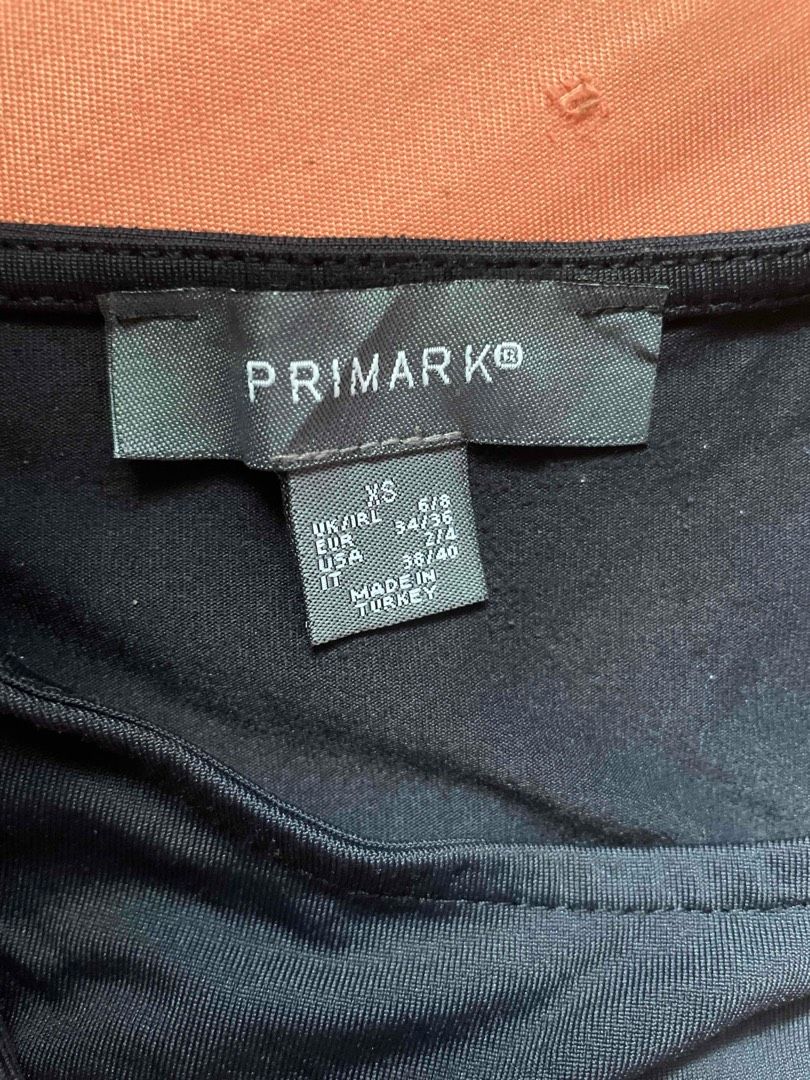 PRIMARK®
XS
UK/IRL 6/8
EUR 34/36
USA 2/4
IT 38/40
MADE IN
TURKEY